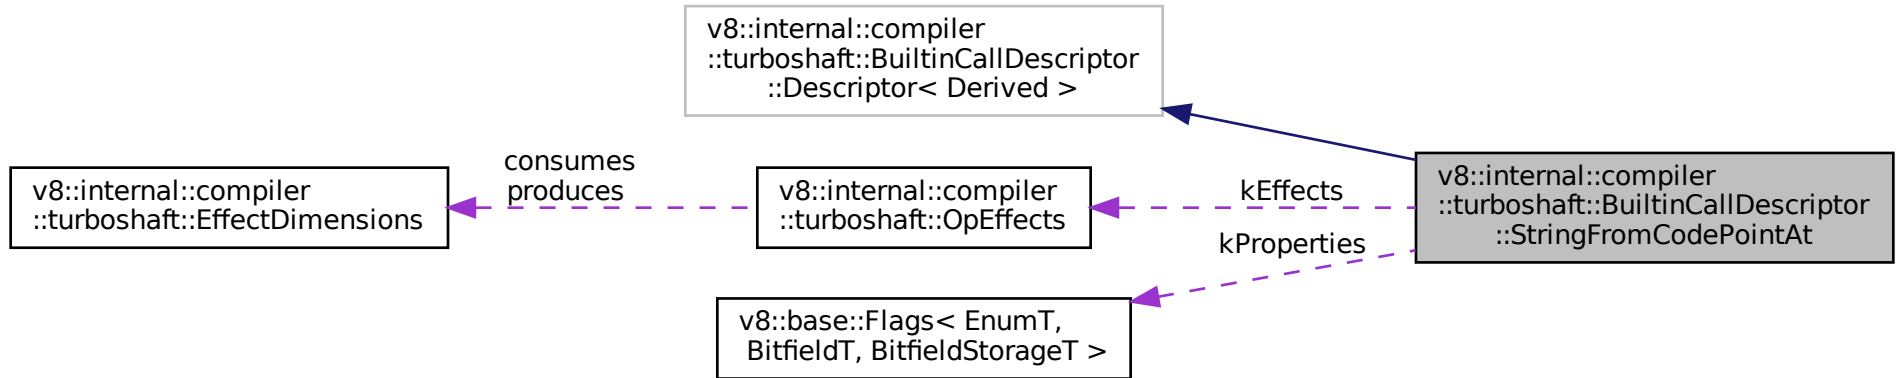 v8::internal::compiler
::turboshaft::BuiltinCallDescriptor
::Descriptor< Derived >
v8::internal::compiler
::turboshaft::EffectDimensions
consumes
produces
v8::internal::compiler
::turboshaft::OpEffects
kEffects
kProperties
v8::internal::compiler
::turboshaft::BuiltinCallDescriptor
::StringFromCodePointAt
v8::base::Flags< EnumT,
BitfieldT, BitfieldStorageT >